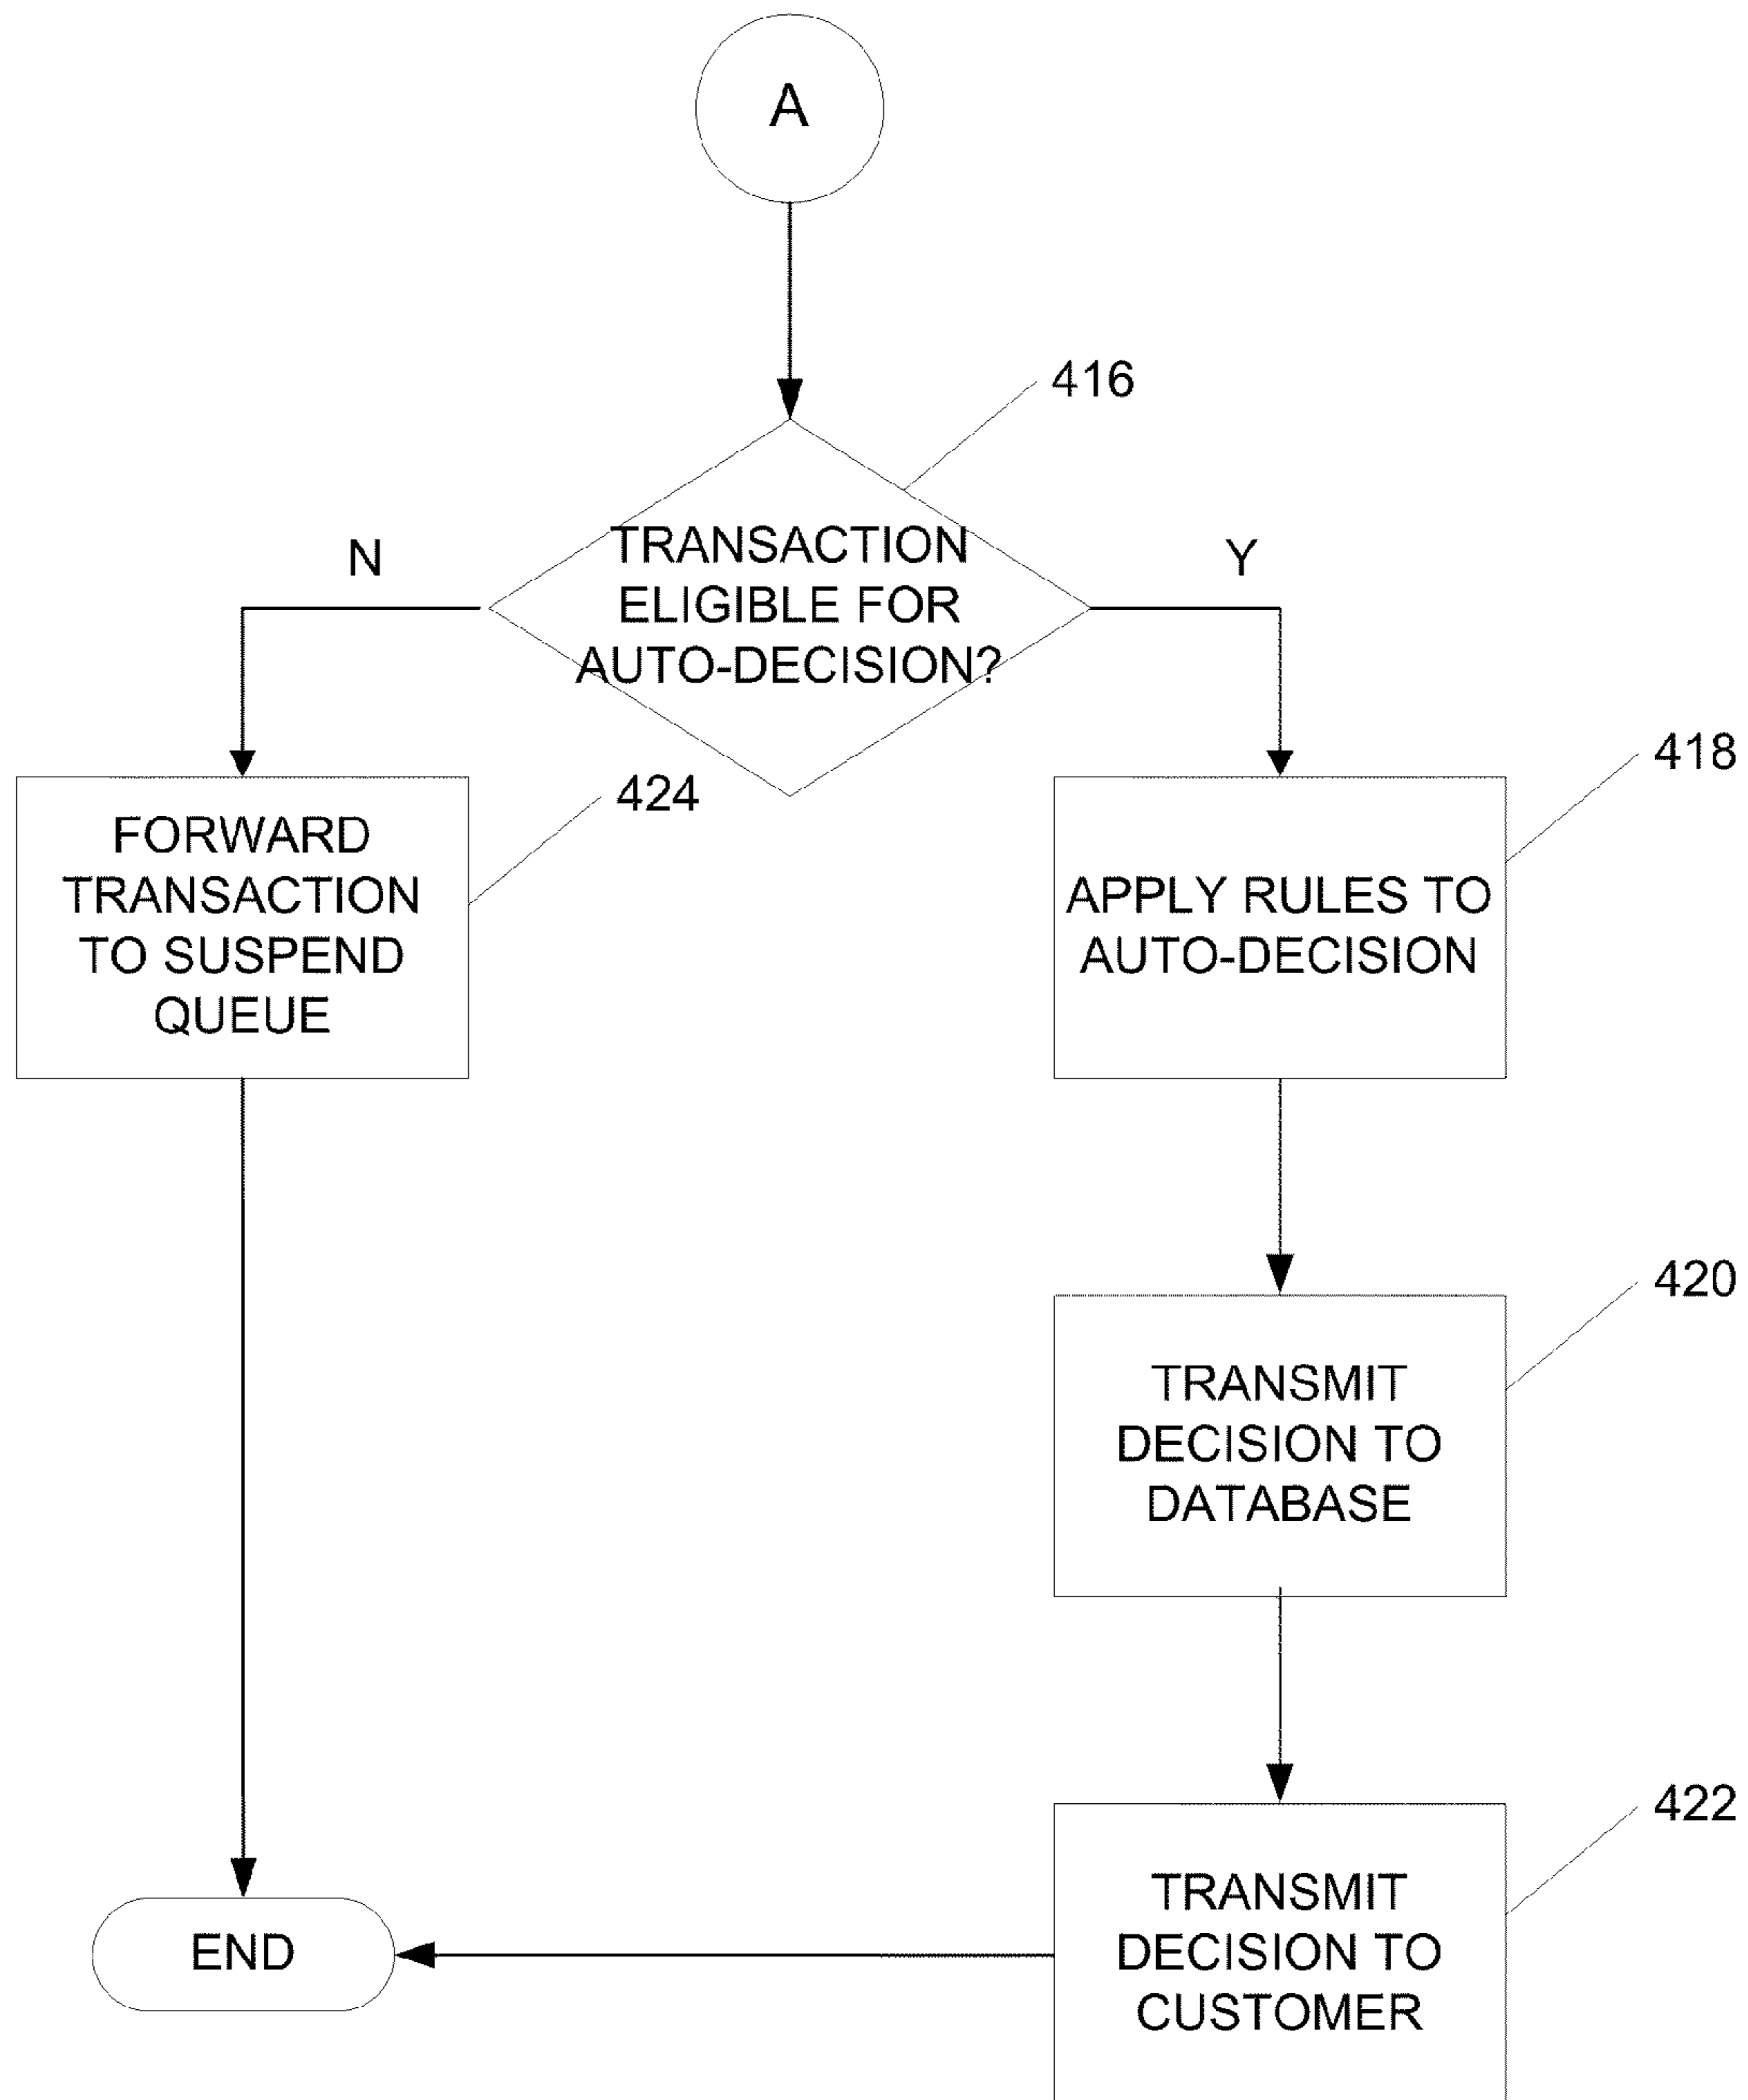 A
416
N
TRANSACTION
ELIGIBLE FOR
AUTO-DECISION?
Y
418
424
FORWARD
TRANSACTION
TO SUSPEND
QUEUE
APPLY RULES TO
AUTO-DECISION
420
TRANSMIT
DECISION TO
DATABASE
422
TRANSMIT
DECISION TO
CUSTOMER
END